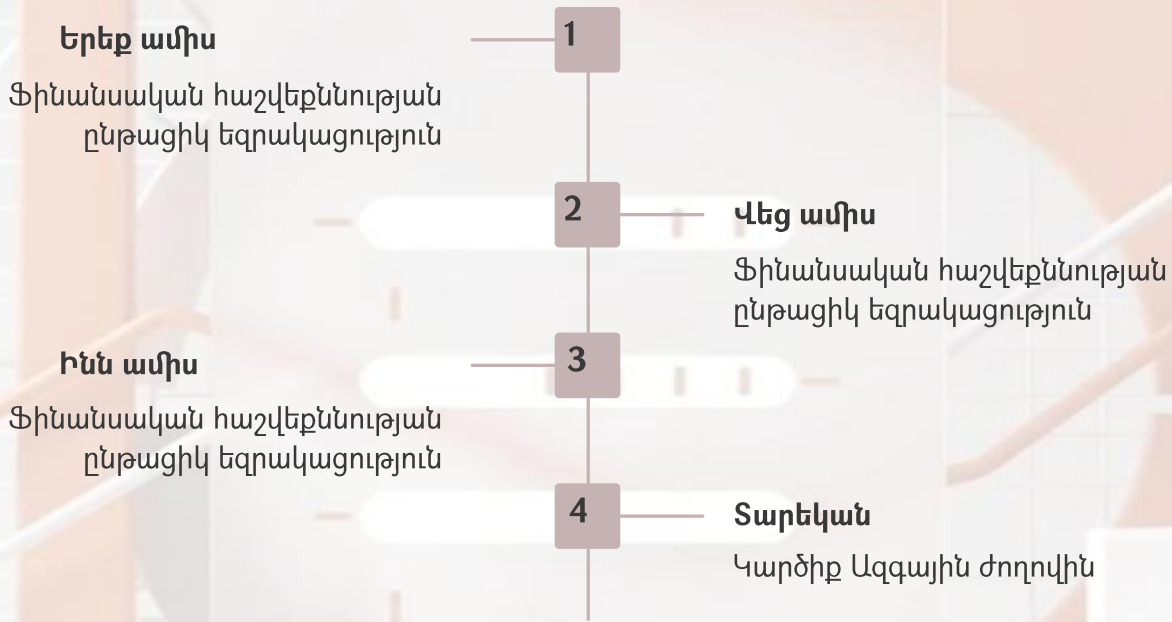 1
Երեք ամիս
Ֆինանսական հաշվեքննության
ընթացիկ եզրակացություն
2
Վեց ամիս
Ֆինանսական հաշվեքննության
ընթացիկ եզրակացություն
3
Ինն ամիս
Ֆինանսական հաշվեքննության
ընթացիկ եզրակացություն
4
Տարեկան
Կարծիք Ազգային ժողովին